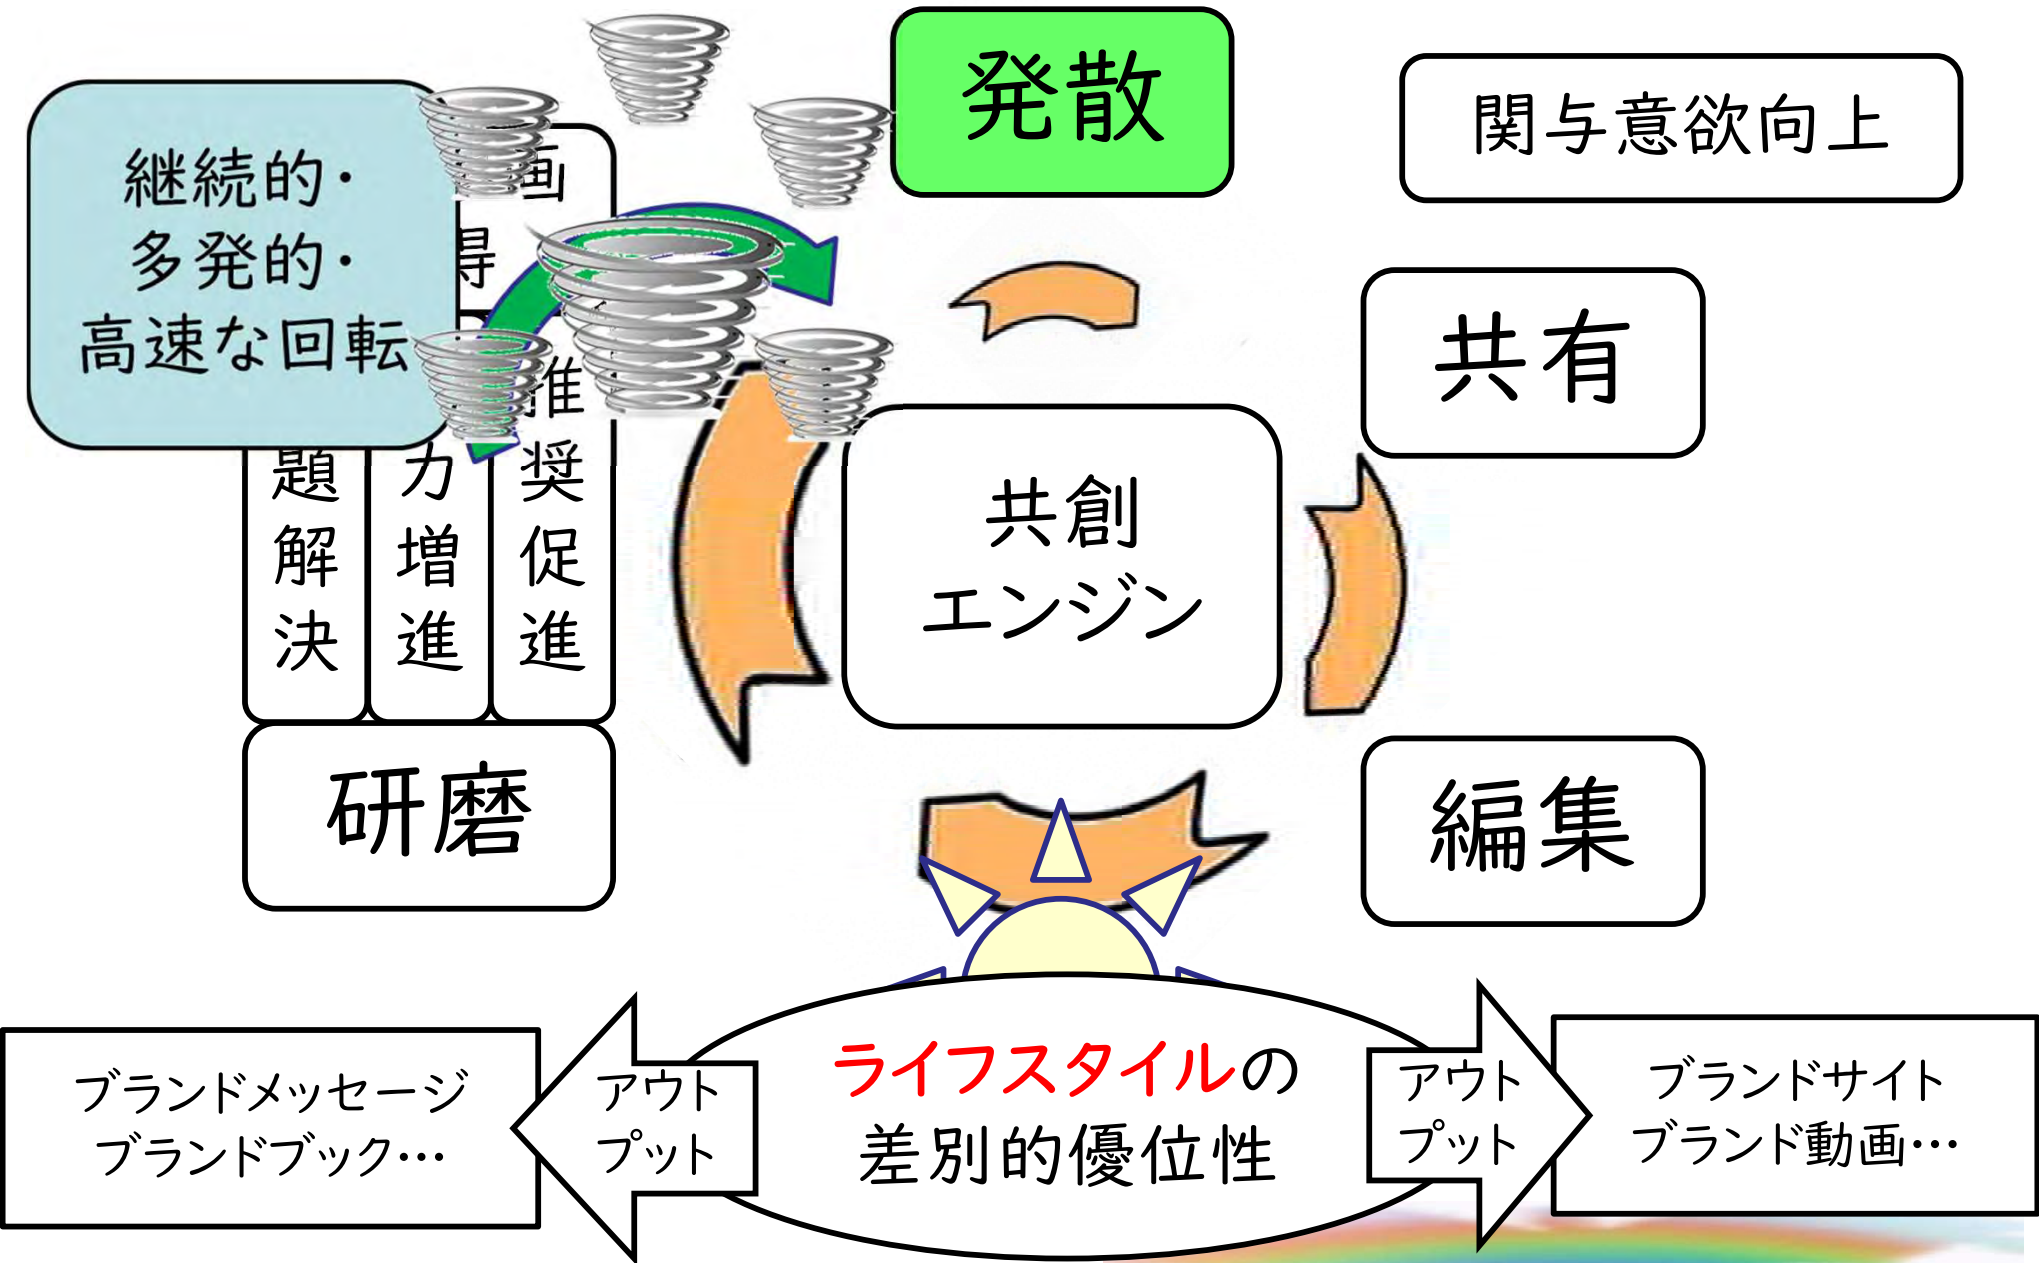 発散
関与意欲向上
継続的・
多発的・
高速な回転
画
得
共有
題解決
力増進
推奨促進
共創
エンジン
研磨
編集
ライフスタイルの
差別的優位性
アウト
プット
ブランドメッセージ
ブランドブック…
アウト
プット
ブランドサイト
ブランド動画…